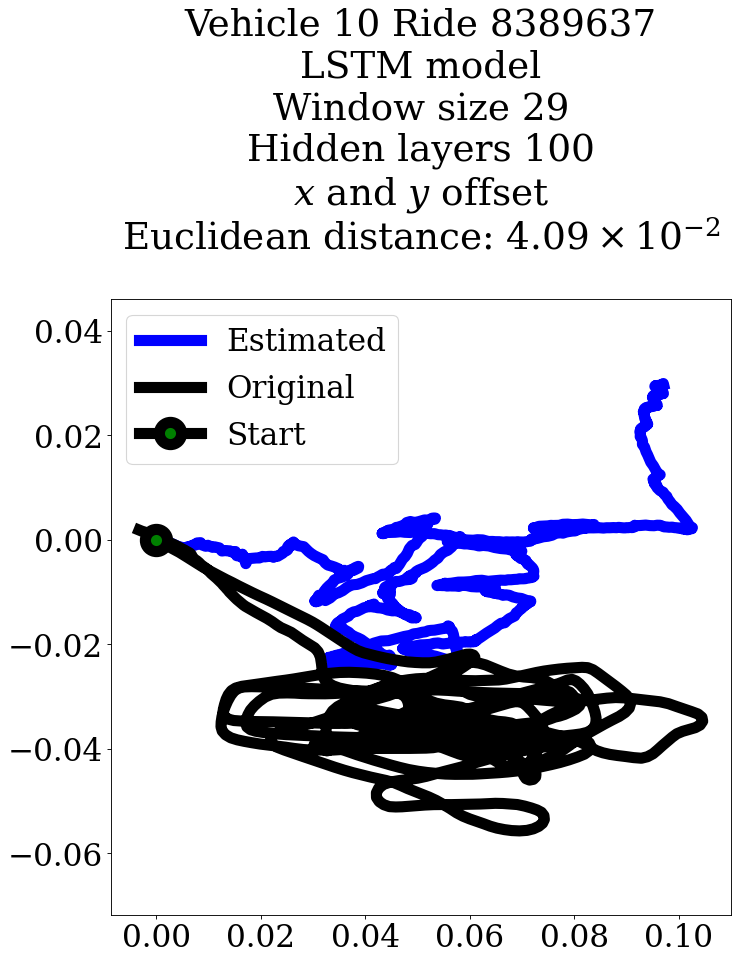 Vehicle 10 Ride 8389637
LSTM model
Window size 29
Hidden layers 100
x and y offset
Euclidean distance: 4.09 × 10⁻²
Estimated
Original
Start
0.04
0.02
0.00
−0.02
−0.04
−0.06
0.00 0.02 0.04 0.06 0.08 0.10